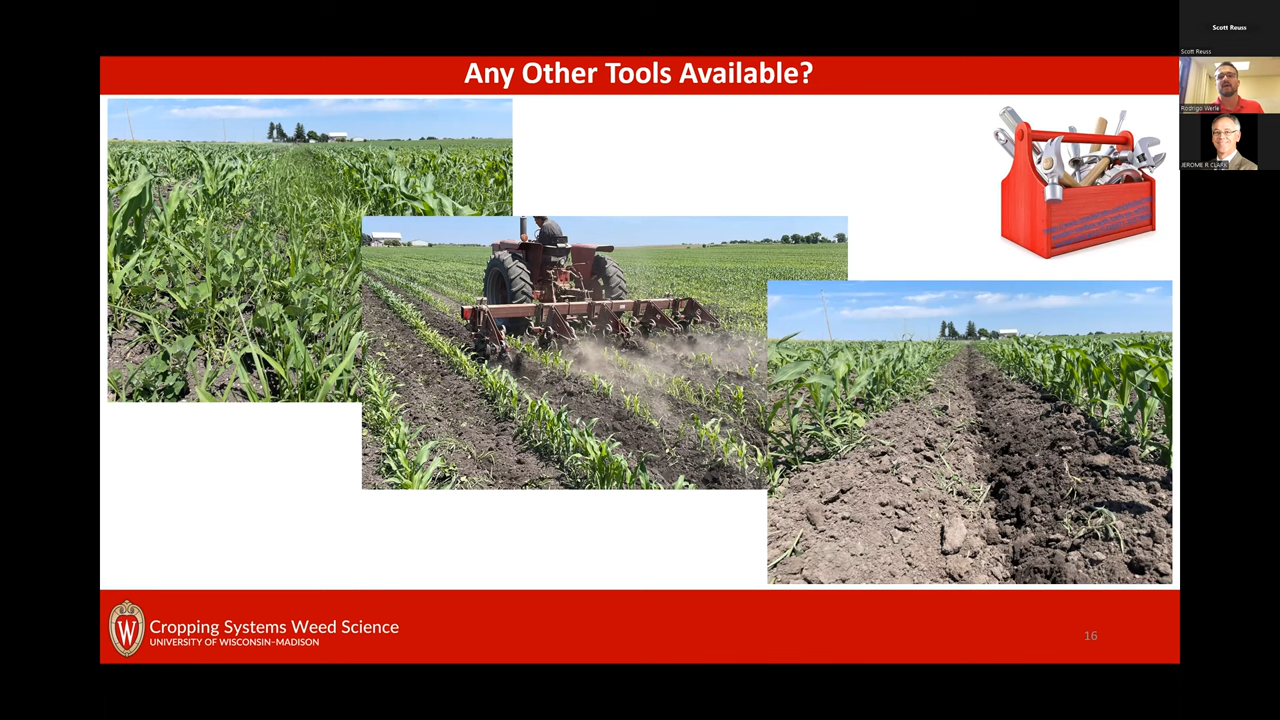 Any Other Tools Available?
Scott Reuss
Scott Reuss
Rodrigo Werle
JEROME R CLARK
Cropping Systems Weed Science
UNIVERSITY OF WISCONSIN–MADISON
W
16